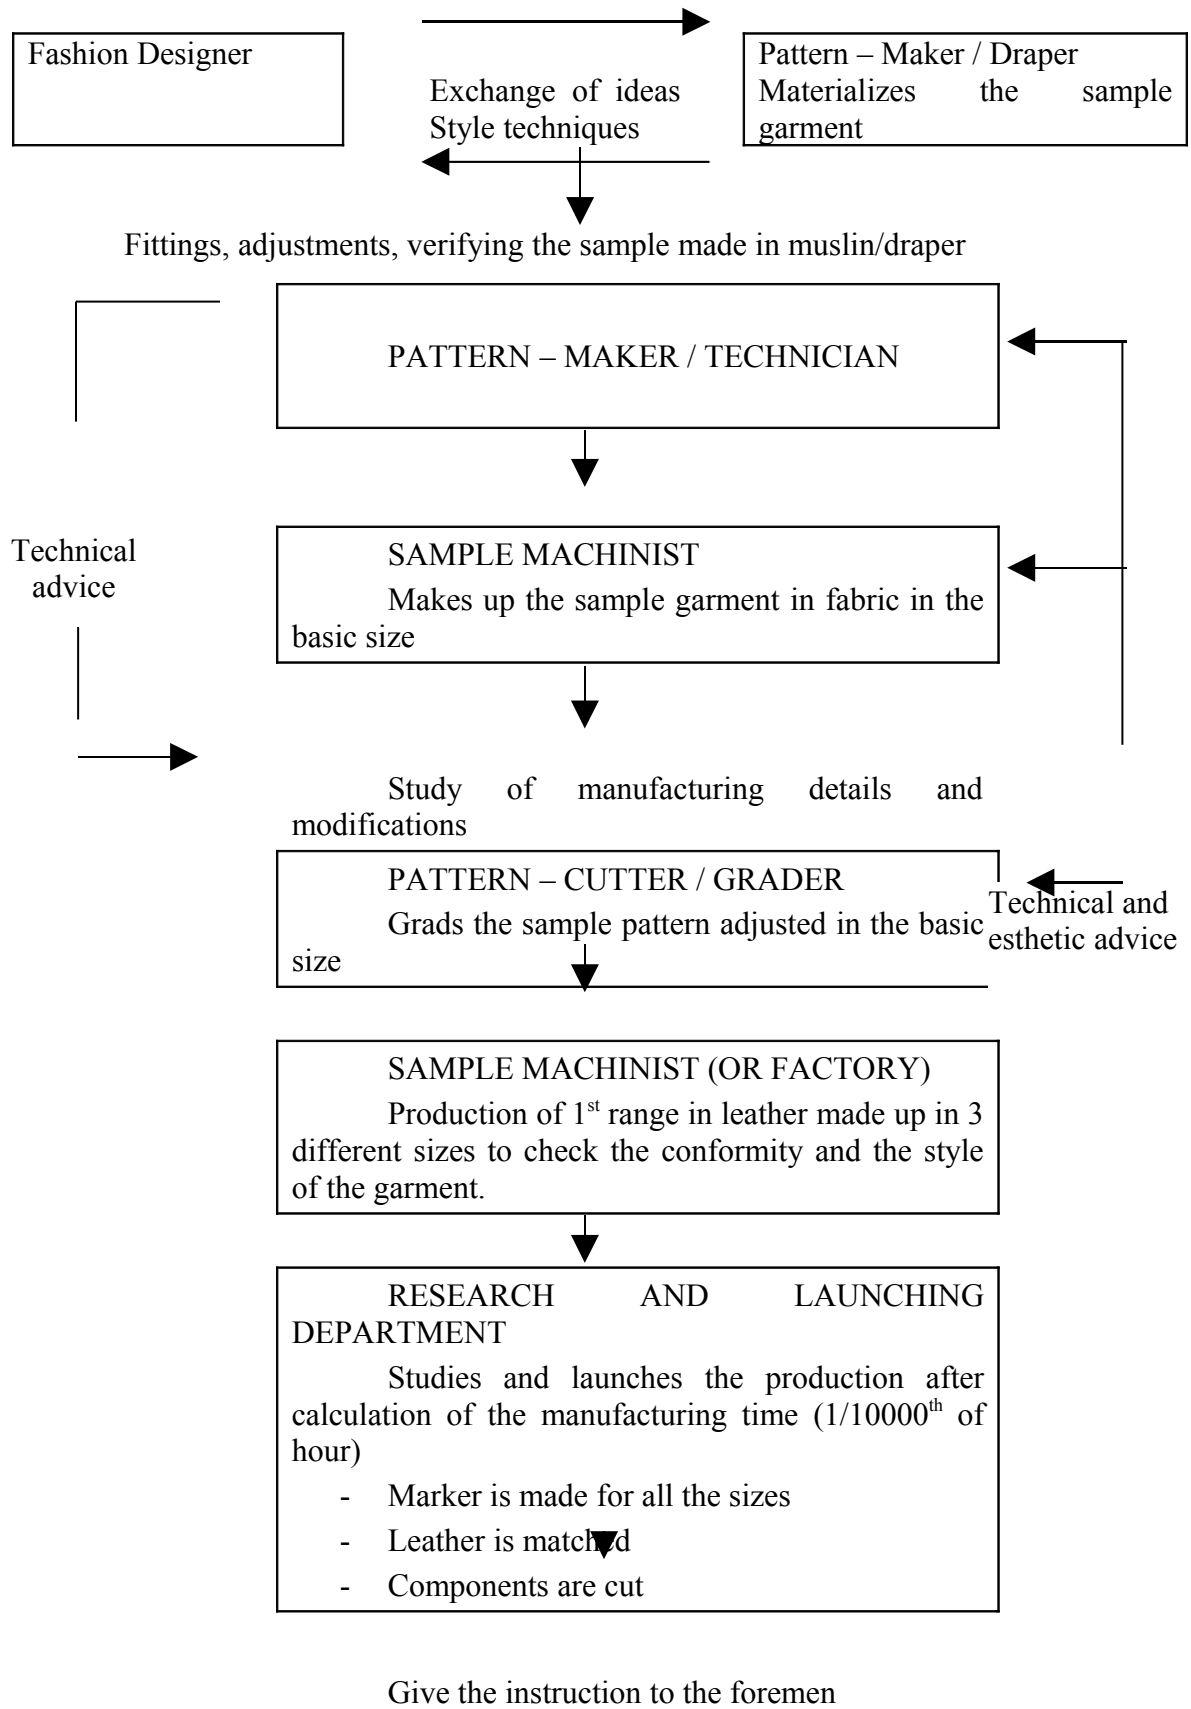 Fashion Designer
Pattern – Maker / Draper
Materializes the sample
garment
Exchange of ideas
Style techniques
Fittings, adjustments, verifying the sample made in muslin/draper
PATTERN – MAKER / TECHNICIAN
Technical
advice
SAMPLE MACHINIST
Makes up the sample garment in fabric in the
basic size
Study of manufacturing details and
modifications
PATTERN – CUTTER / GRADER
Grads the sample pattern adjusted in the basic
size
Technical and
esthetic advice
SAMPLE MACHINIST (OR FACTORY)
Production of 1st range in leather made up in 3
different sizes to check the conformity and the style
of the garment.
RESEARCH AND LAUNCHING
DEPARTMENT
Studies and launches the production after
calculation of the manufacturing time (1/10000th of
hour)
- Marker is made for all the sizes
- Leather is matched
- Components are cut
Give the instruction to the foremen